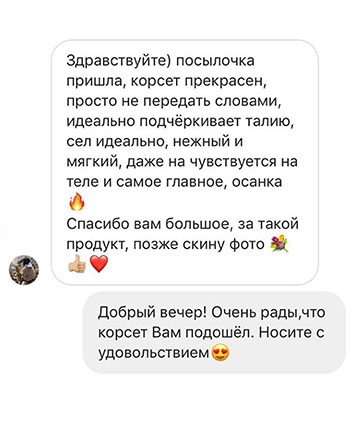 Здравствуйте) посылочка
пришла, корсет прекрасен,
просто не передать словами,
идеально подчёркивает талию,
сел идеально, нежный и
мягкий, даже на чувствуется на
теле и самое главное, осанка
🔥
Спасибо вам большое, за такой
продукт, позже скину фото 💐
👍🏼❤️
Добрый вечер! Очень рады,что
корсет Вам подошёл. Носите с
удовольствием😍